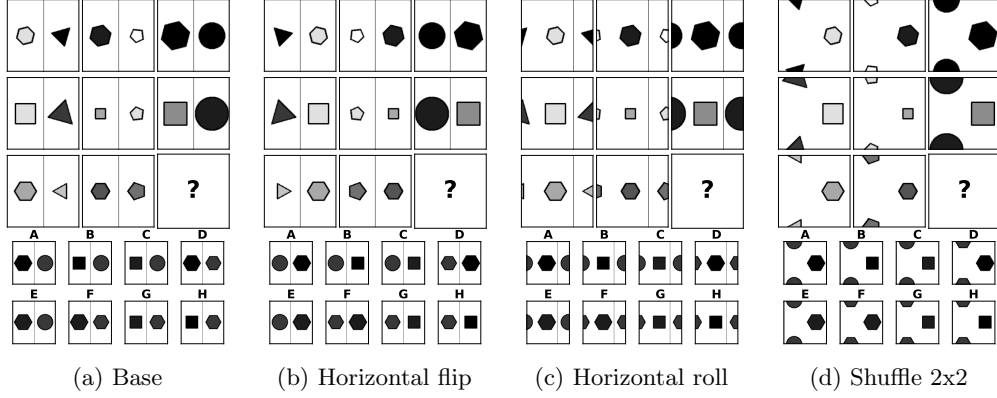 ? ? ? ?
A B C D A B C D A B C D A B C D
E F G H E F G H E F G H E F G H
(a) Base (b) Horizontal flip (c) Horizontal roll (d) Shuffle 2x2